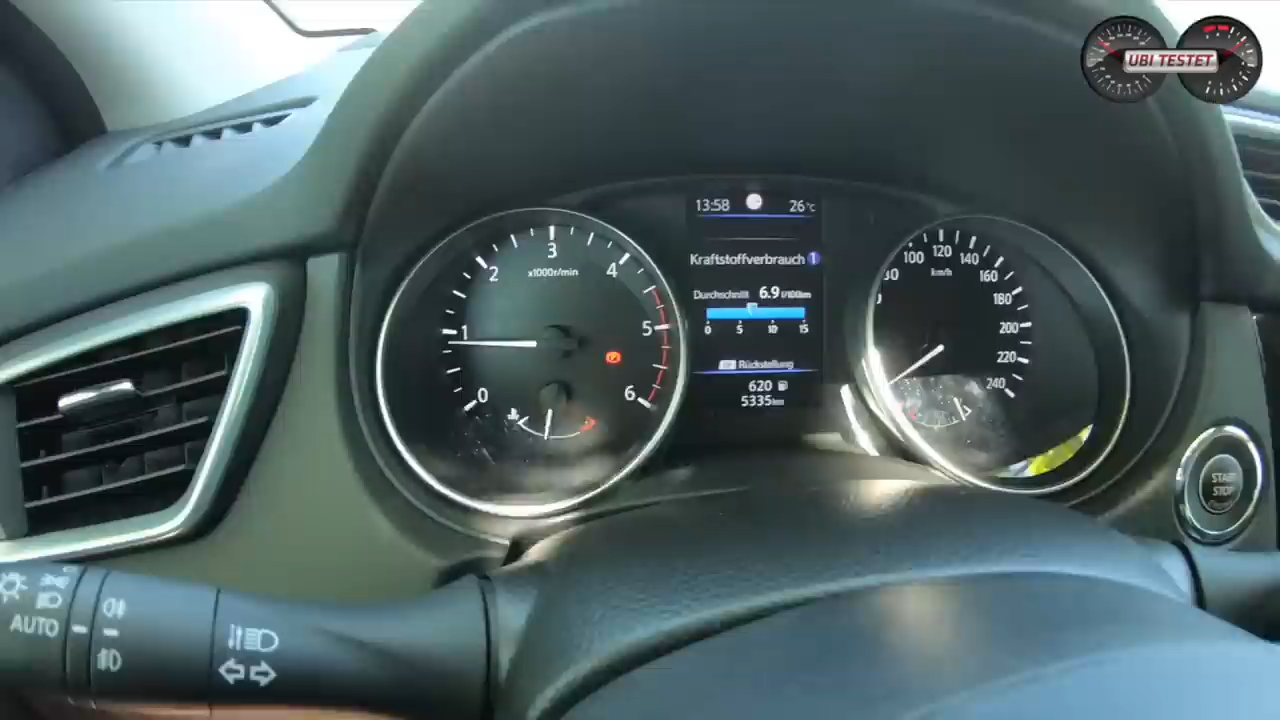 UBI TESTET
13:58 26°C
Kraftstoffverbrauch 1
Durchschnitt 6.9 l/100km
0 5 10 15
Rückstellung
620
5335km
0 1 2 3 4 5 6
x1000r/min
P
100 120 140 160 180 200 220 240
km/h
START
STOP
AUTO